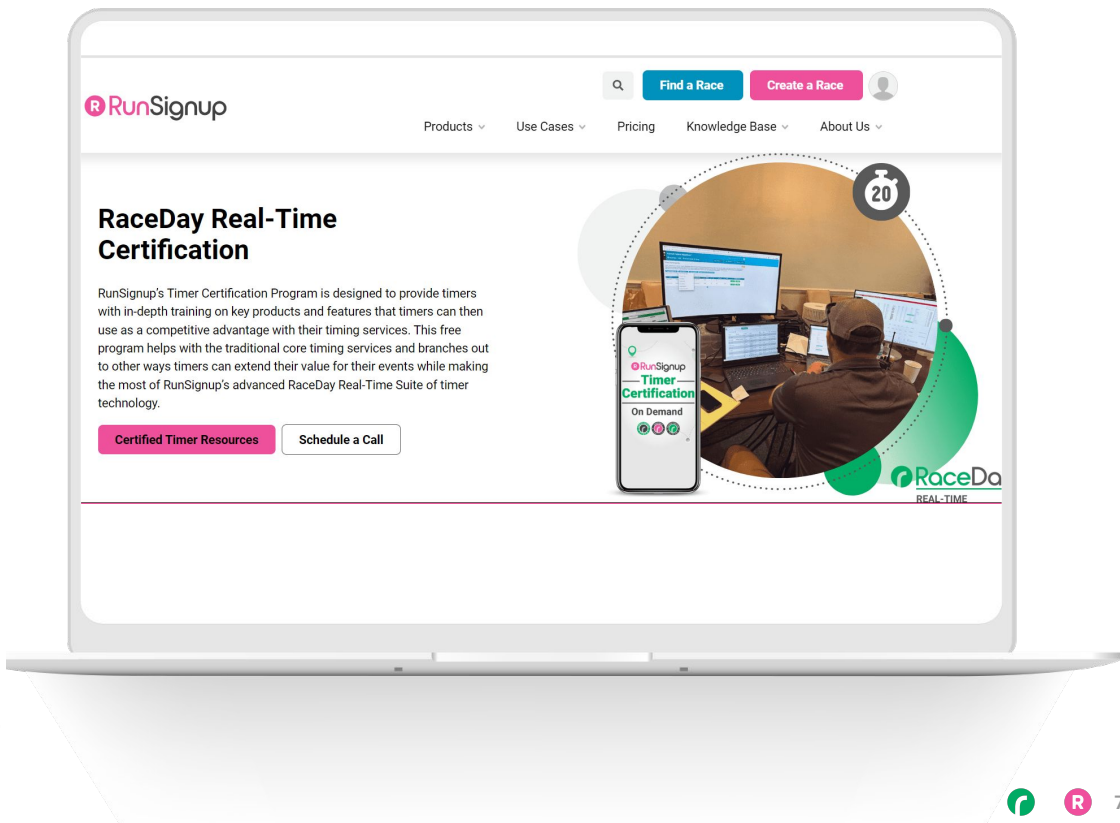 RunSignup
Find a Race
Create a Race
Products
Use Cases
Pricing
Knowledge Base
About Us
RaceDay Real-Time
Certification
RunSignup's Timer Certification Program is designed to provide timers
with in-depth training on key products and features that timers can then
use as a competitive advantage with their timing services. This free
program helps with the traditional core timing services and branches out
to other ways timers can extend their value for their events while making
the most of RunSignup's advanced RaceDay Real-Time Suite of timer
technology.
Certified Timer Resources
Schedule a Call
20
RunSignup
Timer
Certification
On Demand
RaceDa
REAL-TIME
R
7